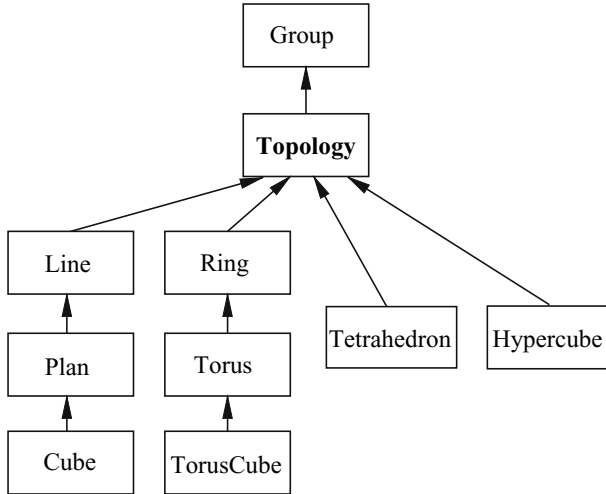 Group
Topology
Line
Ring
Tetrahedron
Hypercube
Plan
Torus
Cube
TorusCube